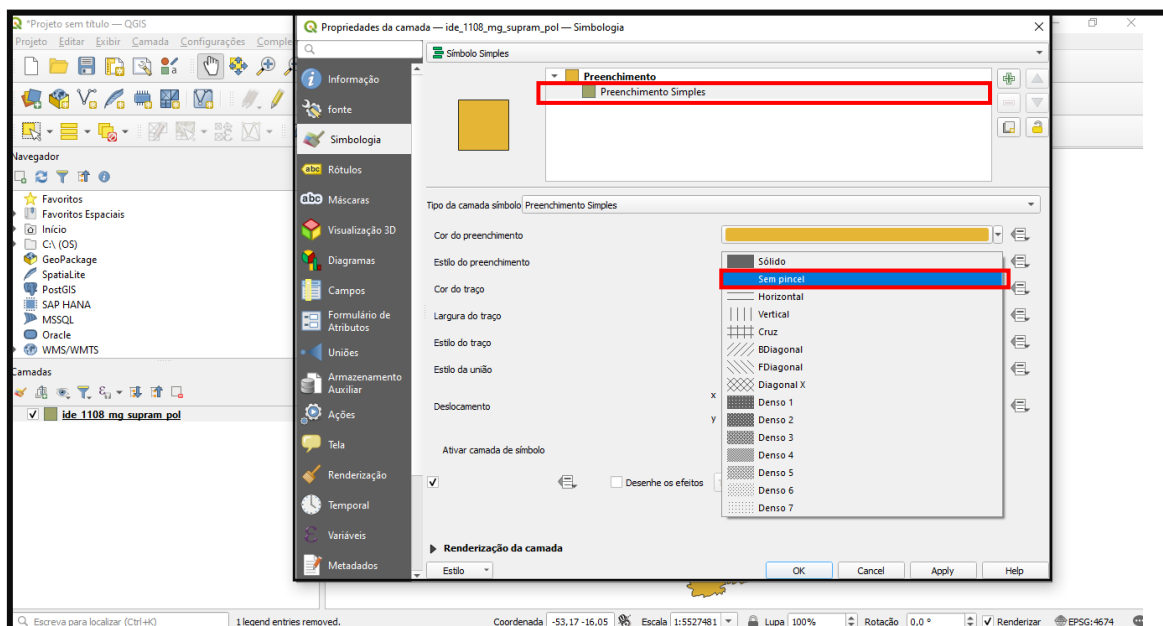 *Projeto sem título — QGIS
Projeto Editar Exibir Camada Configurações Comple
Navegador
Favoritos
Favoritos Espaciais
Início
C:\ (OS)
GeoPackage
SpatiaLite
PostGIS
SAP HANA
MSSQL
Oracle
WMS/WMTS
Camadas
ide_1108_mg_supram_pol
Propriedades da camada — ide_1108_mg_supram_pol — Simbologia
Informação
fonte
Simbologia
abc Rótulos
abc Máscaras
Visualização 3D
Diagramas
Campos
Formulário de
Atributos
Uniões
Armazenamento
Auxiliar
Ações
Tela
Renderização
Temporal
Variáveis
Metadados
Símbolo Simples
Preenchimento
Preenchimento Simples
Tipo da camada símbolo Preenchimento Simples
Cor do preenchimento
Estilo do preenchimento
Cor do traço
Largura do traço
Estilo do traço
Estilo da união
Deslocamento
x
y
Ativar camada de símbolo
Desenhe os efeitos
Sólido
Sem pincel
Horizontal
Vertical
Cruz
BDiagonal
FDiagonal
Diagonal X
Denso 1
Denso 2
Denso 3
Denso 4
Denso 5
Denso 6
Denso 7
Renderização da camada
Estilo OK Cancel Apply Help
Escreva para localizar (Ctrl+K) 1 legend entries removed. Coordenada -53,17 -16,05 Escala 1:5527481 Lupa 100% Rotação 0,0 ° Renderizar EPSG:4674